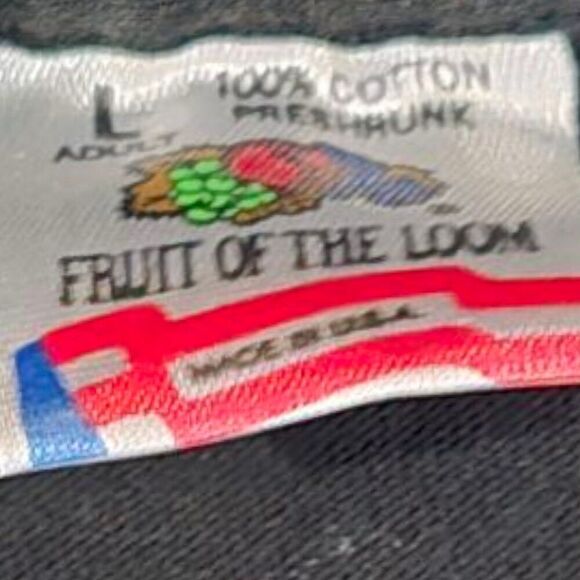 L 100% COTTON
ADULT PRESHRUNK
FRUIT OF THE LOOM
MADE IN U.S.A.